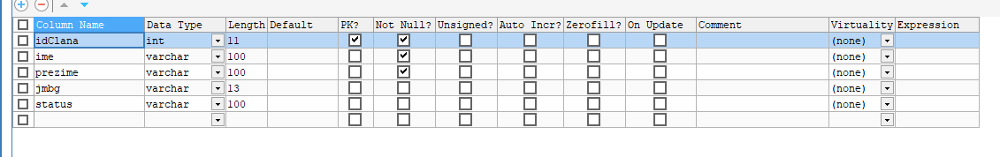 Column Name Data Type Length Default PK? Not Null? Unsigned? Auto Incr? Zerofill? On Update Comment Virtuality Expression
idClana int 11 (none)
ime varchar 100 (none)
prezime varchar 100 (none)
jmbg varchar 13 (none)
status varchar 100 (none)